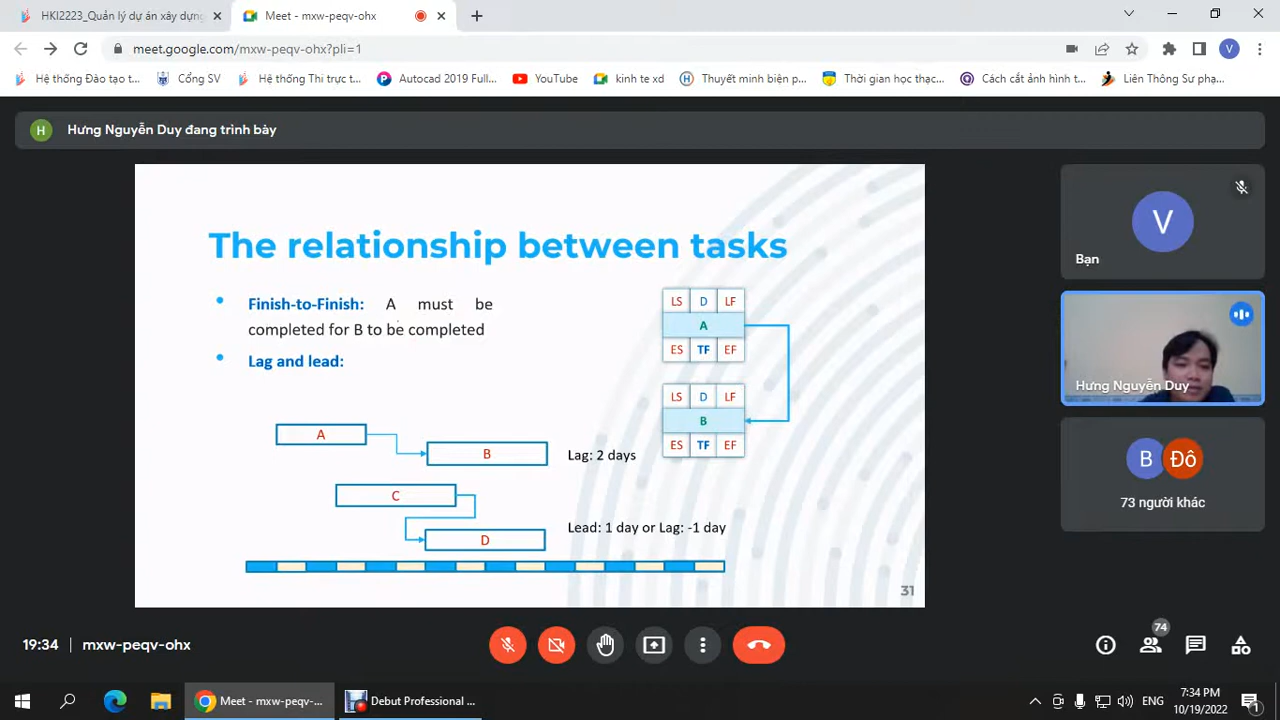 HKI2223_Quản lý dự án xây dựng
Meet - mxw-peqv-ohx
meet.google.com/mxw-peqv-ohx?pli=1
V
Hệ thống Đào tạo t...
Cổng SV
Hệ thống Thi trực t...
Autocad 2019 Full...
YouTube
kinh te xd
Thuyết minh biện p...
Thời gian học thạc...
Cách cắt ảnh hình t...
Liên Thông Sư phạ...
H
Hưng Nguyễn Duy đang trình bày
The relationship between tasks
• Finish-to-Finish: A must be
completed for B to be completed
• Lag and lead:
LS D LF
A
ES TF EF
LS D LF
B
ES TF EF
A
B
Lag: 2 days
C
D
Lead: 1 day or Lag: -1 day
31
V
Bạn
Hưng Nguyễn Duy
B Đô
73 người khác
19:34 mxw-peqv-ohx
74
Meet - mxw-peqv-o...
Debut Professional ...
ENG
7:34 PM
10/19/2022
1